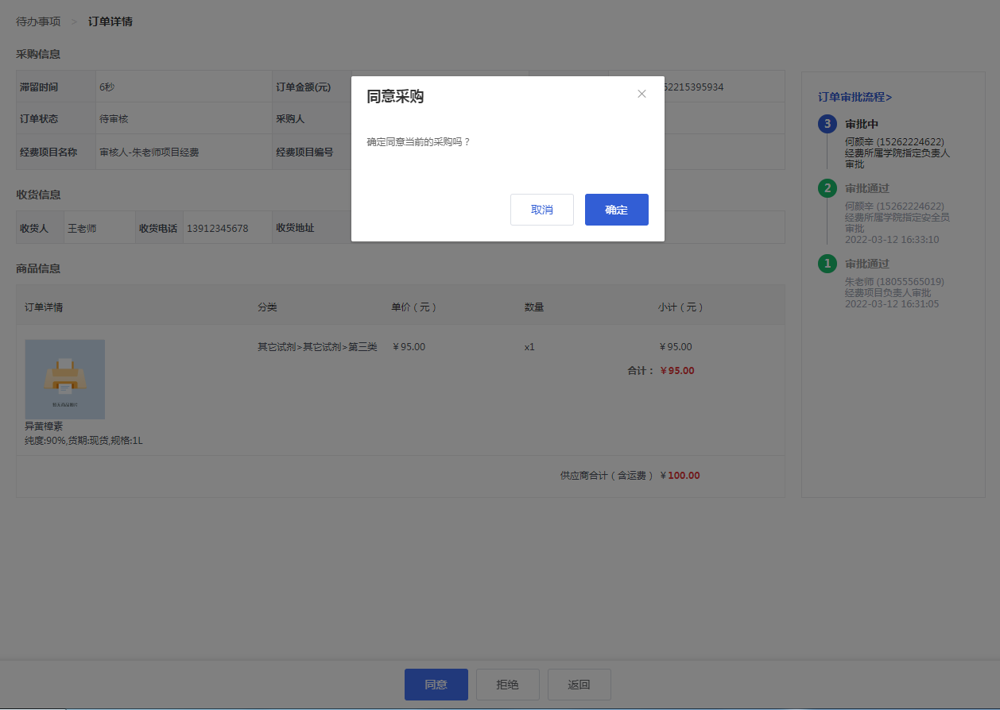 待办事项 > 订单详情
采购信息
滞留时间 6秒 订单金额(元) 62215395934
订单状态 待审核 采购人
经费项目名称 审核人-朱老师项目经费 经费项目编号
同意采购
确定同意当前的采购吗？
取消 确定
收货信息
收货人 王老师 收货电话 13912345678 收货地址
商品信息
订单详情 分类 单价（元） 数量 小计（元）
其它试剂>其它试剂>第三类 ￥95.00 x1 ￥95.00
合计： ￥95.00
暂无商品图片
异黄樟素
纯度:90%,货期:现货,规格:1L
供应商合计（含运费） ￥100.00
订单审批流程>
3 审批中
何颜辛 (15262224622)
经费所属学院指定负责人
审批
2 审批通过
何颜辛 (15262224622)
经费所属学院指定安全员
审批
2022-03-12 16:33:10
1 审批通过
朱老师 (18055565019)
经费项目负责人审批
2022-03-12 16:31:05
同意 拒绝 返回